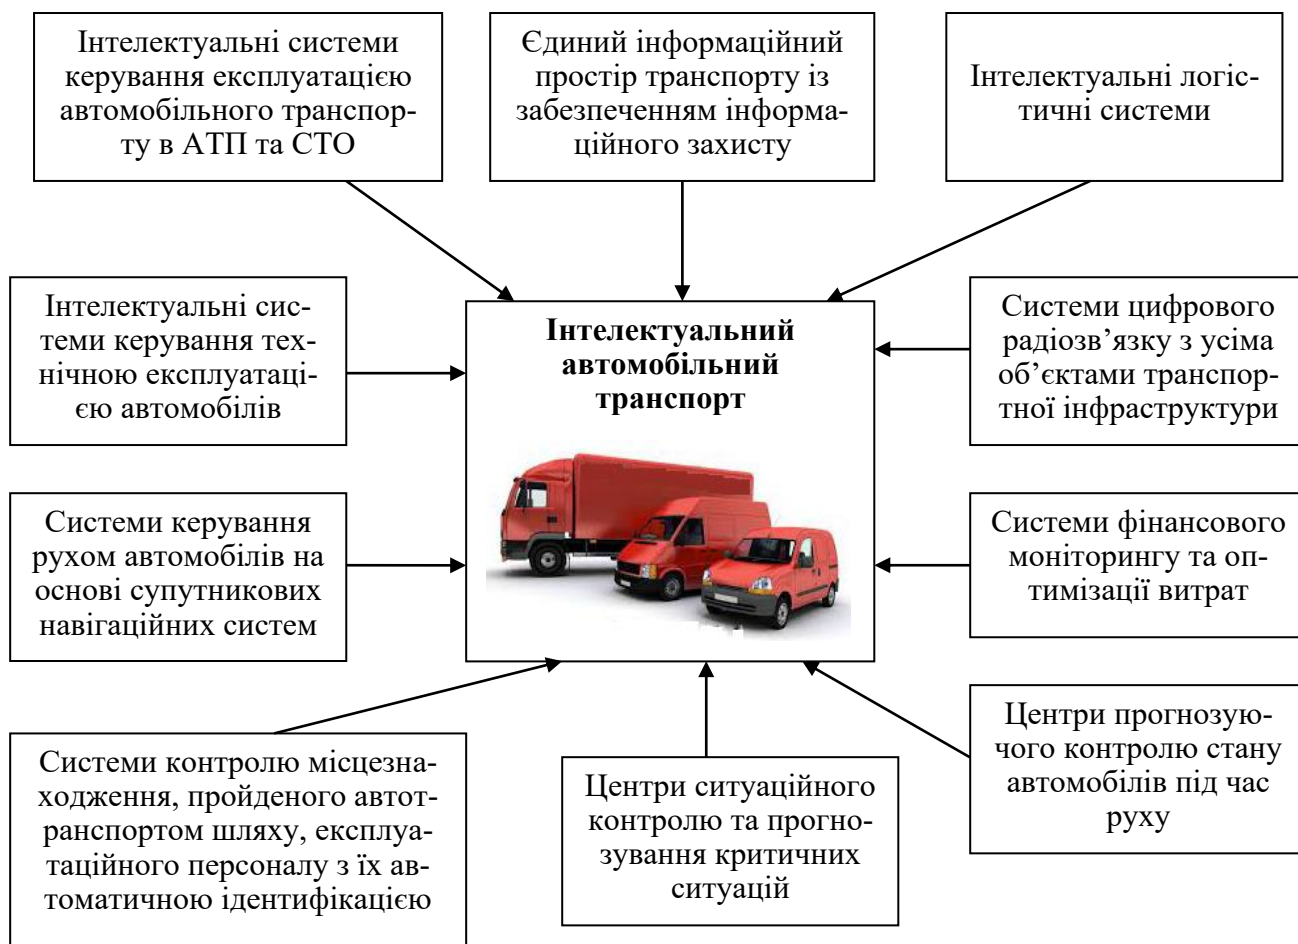 Інтелектуальні системи
керування експлуатацією
автомобільного транспор-
ту в АТП та СТО
Єдиний інформаційний
простір транспорту із
забезпеченням інформа-
ційного захисту
Інтелектуальні логіс-
тичні системи
Інтелектуальні сис-
теми керування тех-
нічною експлуатаці-
єю автомобілів
Інтелектуальний
автомобільний
транспорт
Системи цифрового
радіозв’язку з усіма
об’єктами транспор-
тної інфраструктури
Системи керування
рухом автомобілів на
основі супутникових
навігаційних систем
Системи фінансового
моніторингу та оп-
тимізації витрат
Системи контролю місцезна-
ходження, пройденого автот-
ранспортом шляху, експлуа-
таційного персоналу з їх ав-
томатичною ідентифікацією
Центри ситуаційного
контролю та прогно-
зування критичних
ситуацій
Центри прогнозую-
чого контролю стану
автомобілів під час
руху